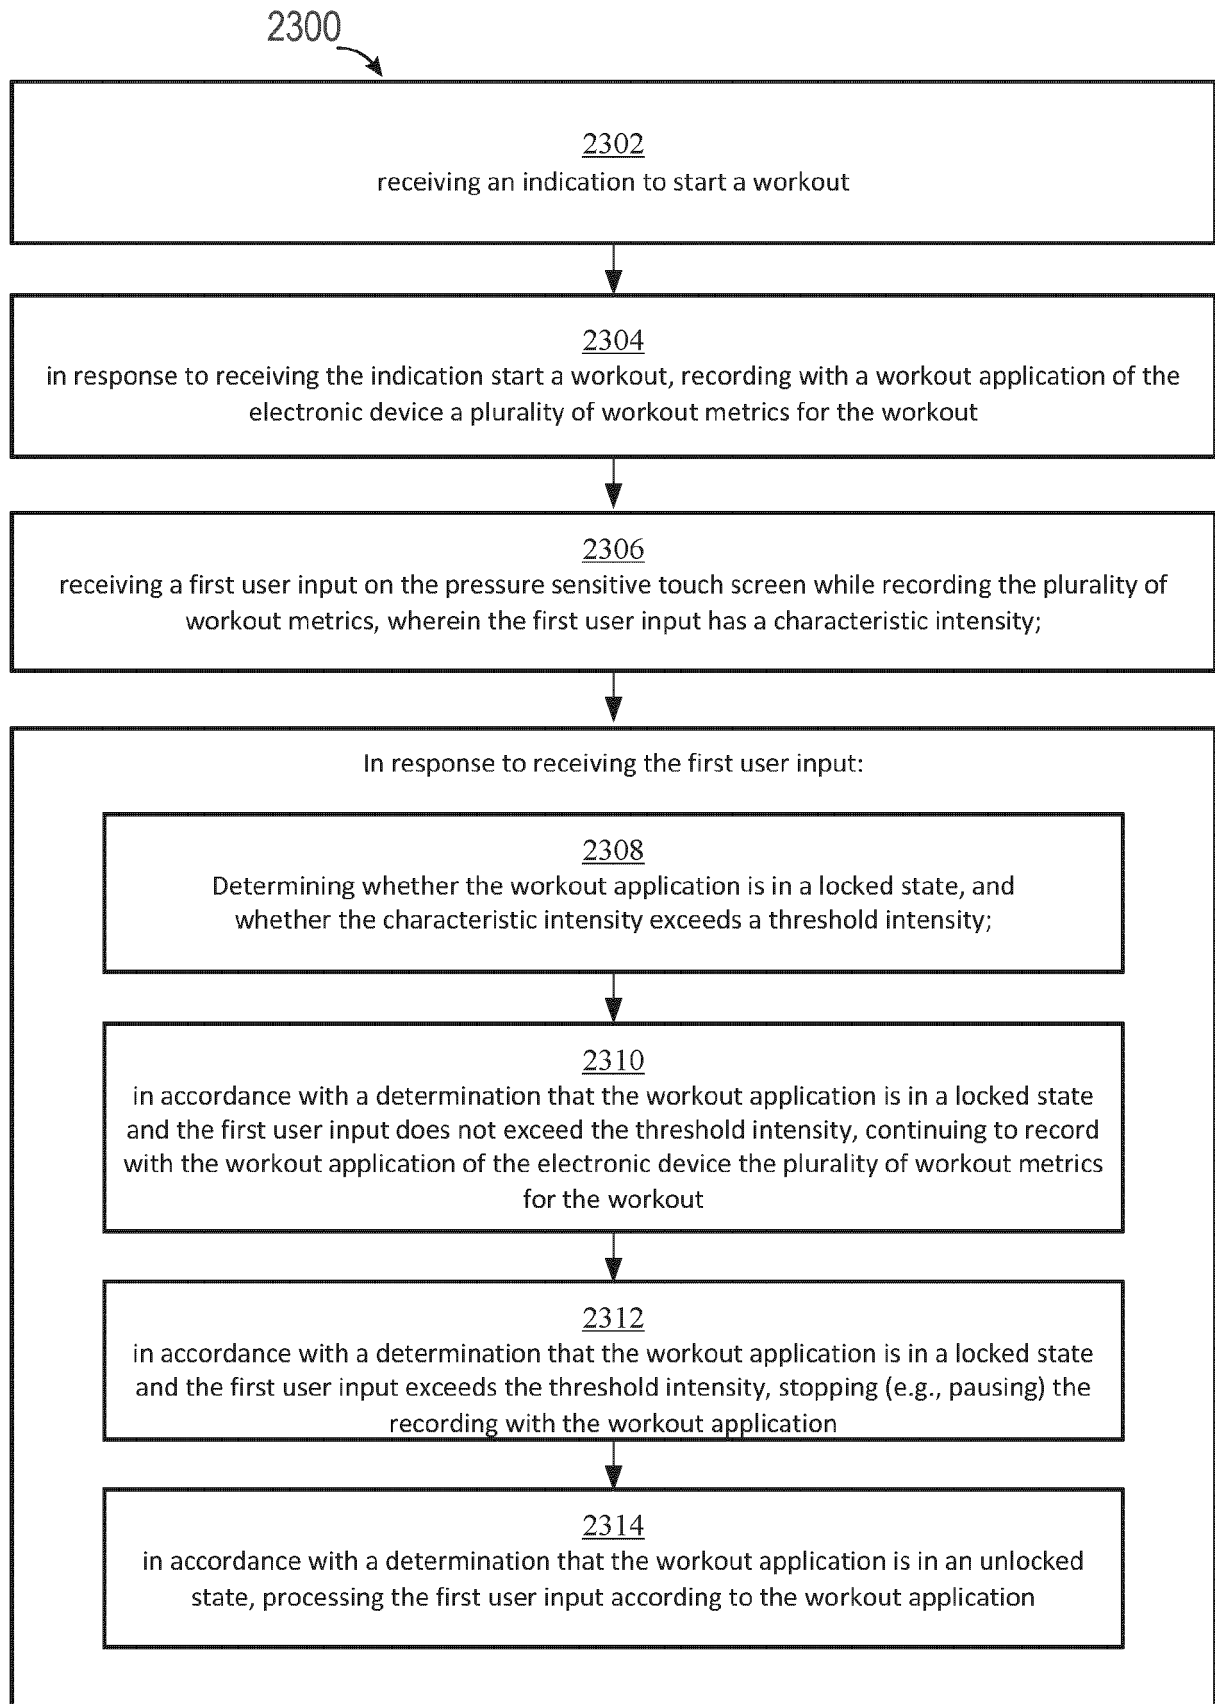 2300
2302
receiving an indication to start a workout
2304
in response to receiving the indication start a workout, recording with a workout application of the
electronic device a plurality of workout metrics for the workout
2306
receiving a first user input on the pressure sensitive touch screen while recording the plurality of
workout metrics, wherein the first user input has a characteristic intensity;
In response to receiving the first user input:
2308
Determining whether the workout application is in a locked state, and
whether the characteristic intensity exceeds a threshold intensity;
2310
in accordance with a determination that the workout application is in a locked state
and the first user input does not exceed the threshold intensity, continuing to record
with the workout application of the electronic device the plurality of workout metrics
for the workout
2312
in accordance with a determination that the workout application is in a locked state
and the first user input exceeds the threshold intensity, stopping (e.g., pausing) the
recording with the workout application
2314
in accordance with a determination that the workout application is in an unlocked
state, processing the first user input according to the workout application